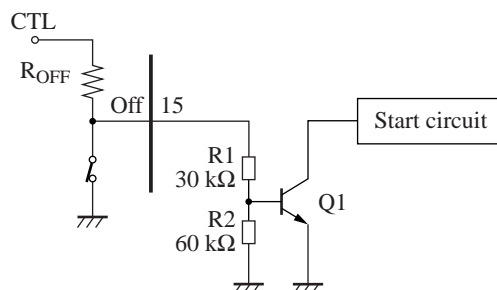 CTL
R_OFF
Off 15
Start circuit
R1
30 kΩ
Q1
R2
60 kΩ